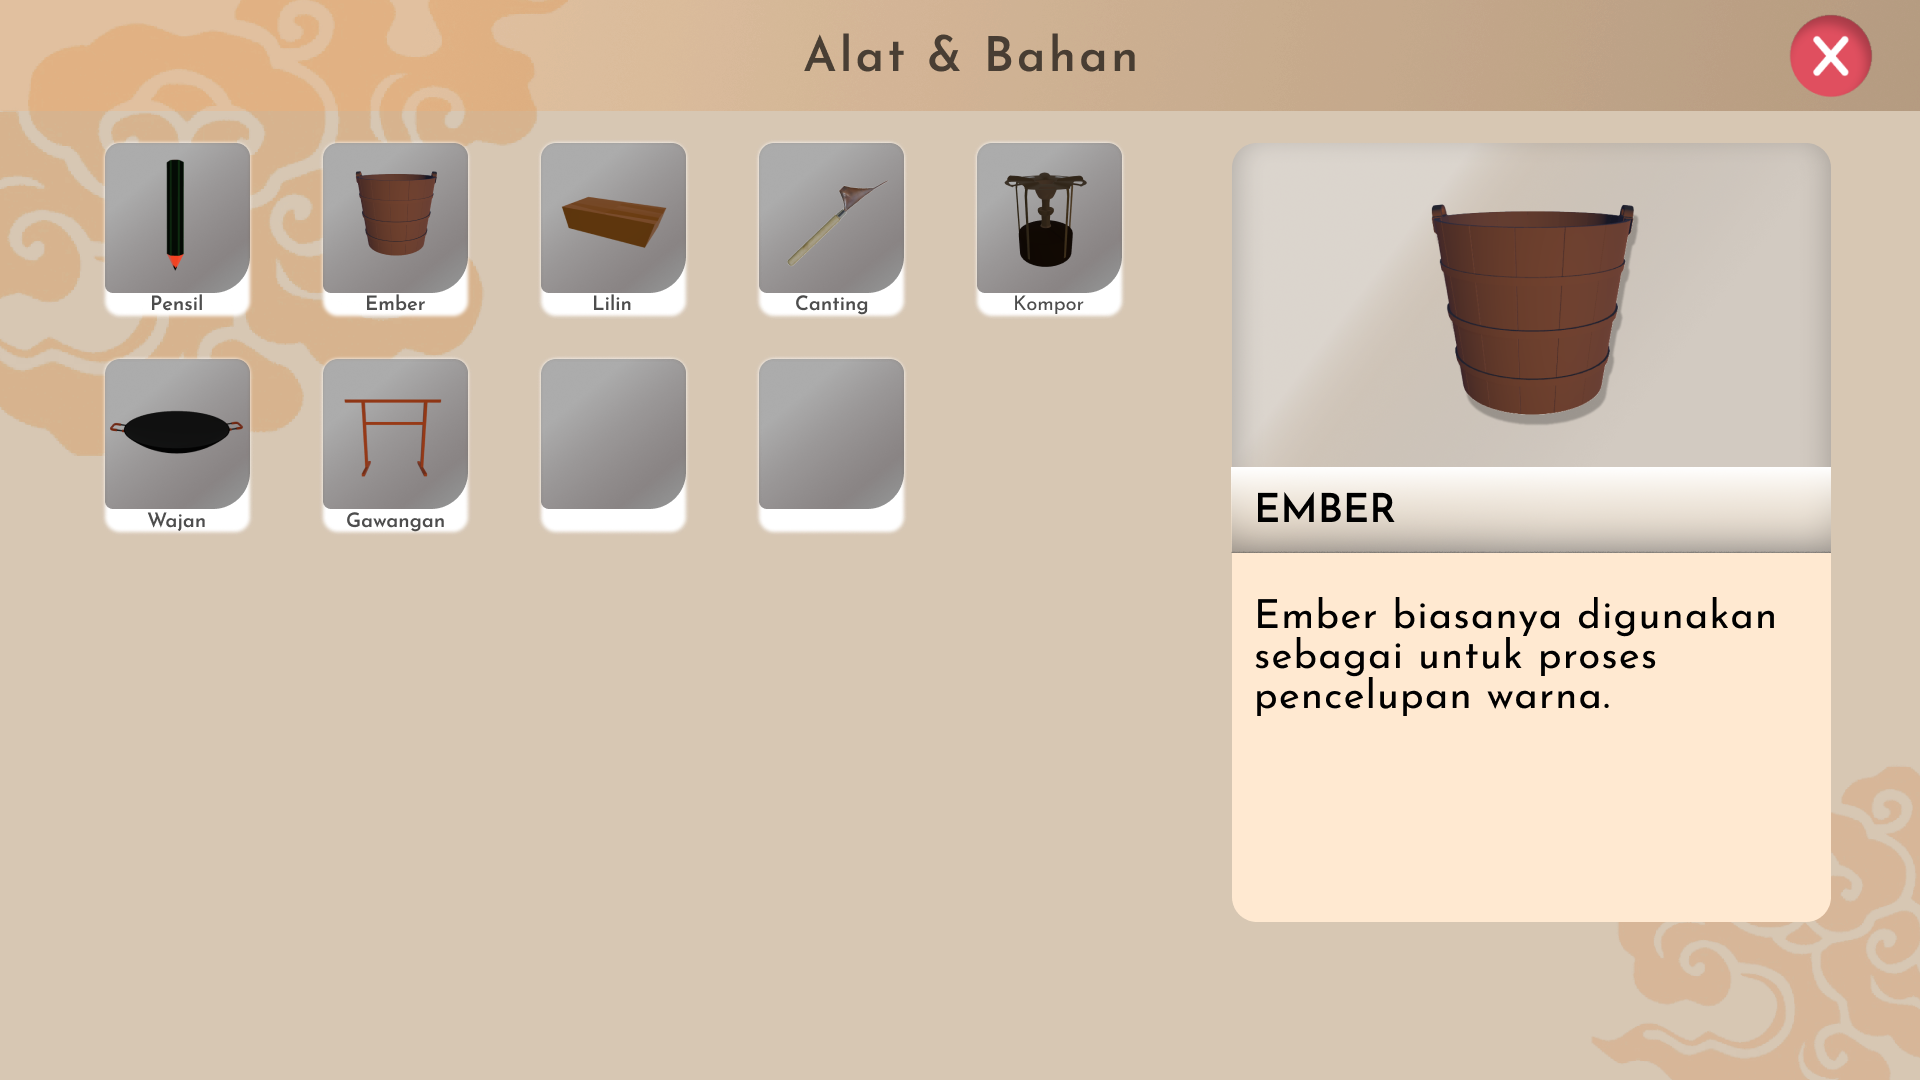 Alat & Bahan
X
Pensil
Ember
Lilin
Canting
Kompor
Wajan
Gawangan
EMBER
Ember biasanya digunakan
sebagai untuk proses
pencelupan warna.